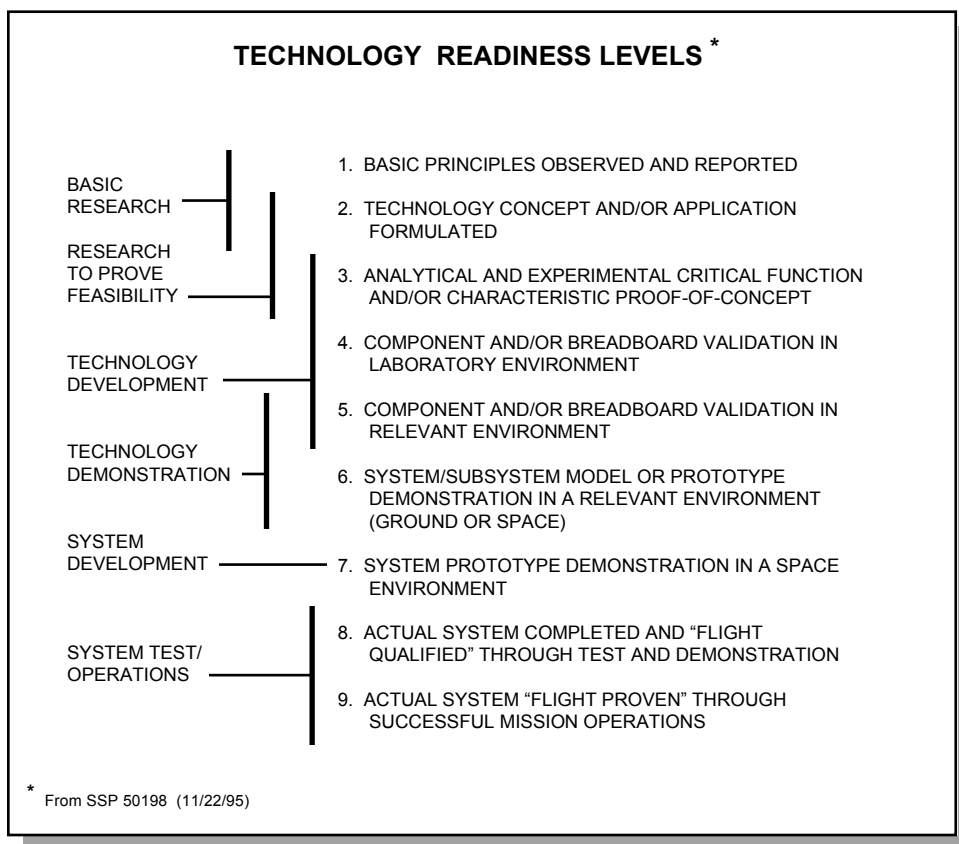 TECHNOLOGY READINESS LEVELS *
BASIC
RESEARCH
RESEARCH
TO PROVE
FEASIBILITY
TECHNOLOGY
DEVELOPMENT
TECHNOLOGY
DEMONSTRATION
SYSTEM
DEVELOPMENT
SYSTEM TEST/
OPERATIONS
1. BASIC PRINCIPLES OBSERVED AND REPORTED
2. TECHNOLOGY CONCEPT AND/OR APPLICATION
FORMULATED
3. ANALYTICAL AND EXPERIMENTAL CRITICAL FUNCTION
AND/OR CHARACTERISTIC PROOF-OF-CONCEPT
4. COMPONENT AND/OR BREADBOARD VALIDATION IN
LABORATORY ENVIRONMENT
5. COMPONENT AND/OR BREADBOARD VALIDATION IN
RELEVANT ENVIRONMENT
6. SYSTEM/SUBSYSTEM MODEL OR PROTOTYPE
DEMONSTRATION IN A RELEVANT ENVIRONMENT
(GROUND OR SPACE)
7. SYSTEM PROTOTYPE DEMONSTRATION IN A SPACE
ENVIRONMENT
8. ACTUAL SYSTEM COMPLETED AND “FLIGHT
QUALIFIED” THROUGH TEST AND DEMONSTRATION
9. ACTUAL SYSTEM “FLIGHT PROVEN” THROUGH
SUCCESSFUL MISSION OPERATIONS
* From SSP 50198 (11/22/95)